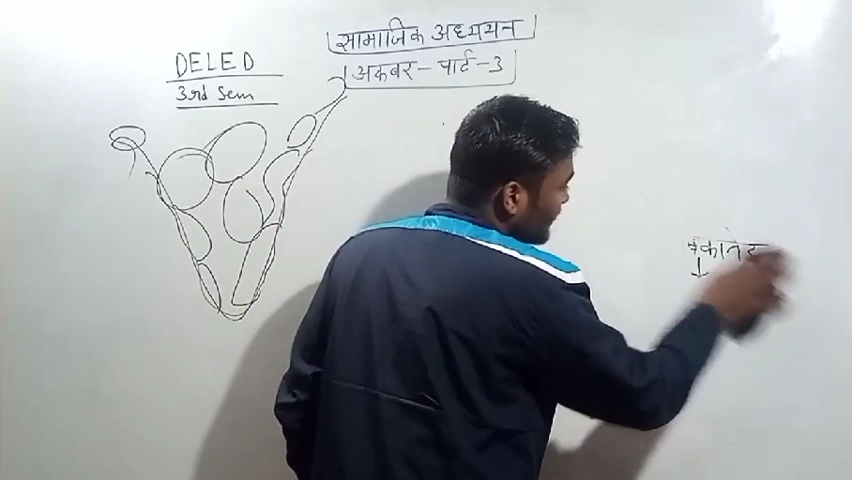 सामाजिक अध्ययन
DELED
अकबर - पार्ट - 3
3rd Sem